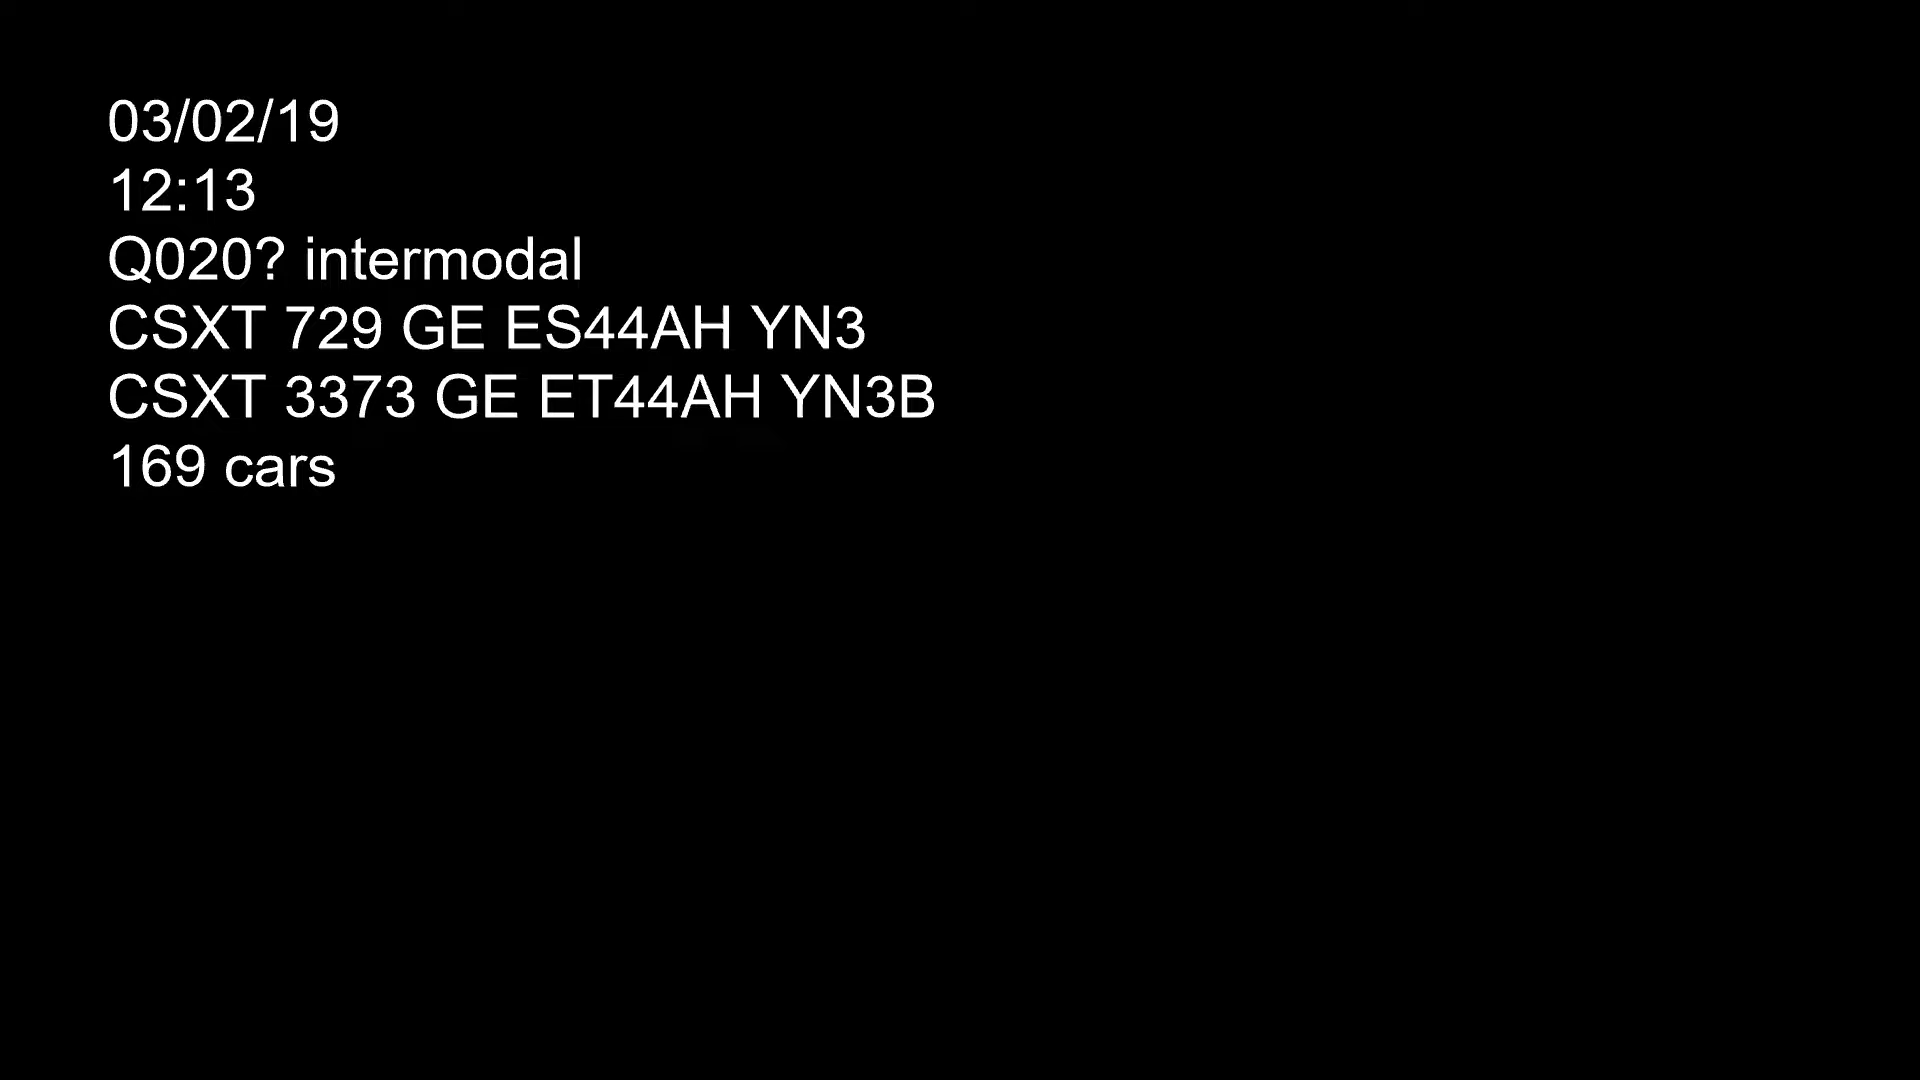 03/02/19
12:13
Q020? intermodal
CSXT 729 GE ES44AH YN3
CSXT 3373 GE ET44AH YN3B
169 cars